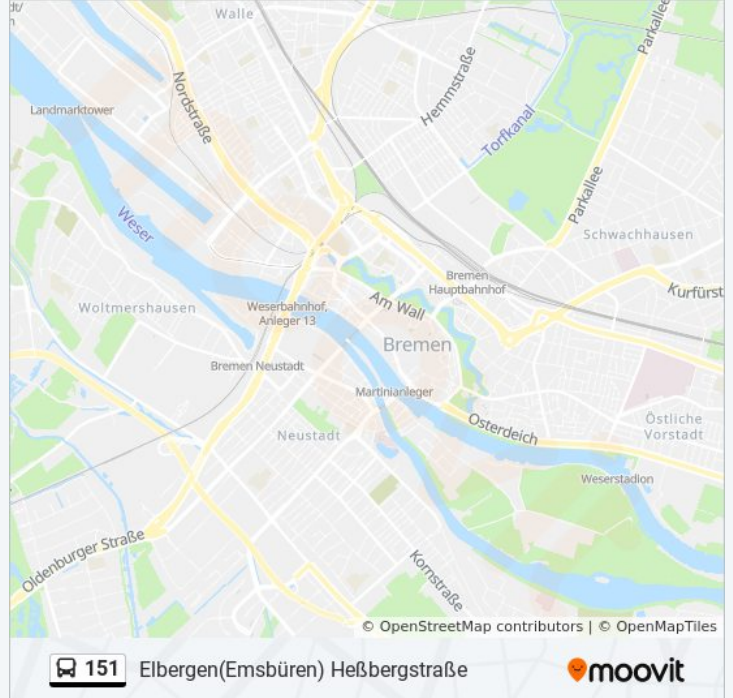 dt/
Walle
Parkallee
Nordstraße
Hemmstraße
Landmarktower
Torfkanal
Parkallee
Weser
Schwachhausen
Bremen
Hauptbahnhof
Kurfürst
Woltmershausen
Weserbahnhof,
Anleger 13
Am Wall
Bremen
Bremen Neustadt
Martinianleger
Neustadt
Osterdeich
Östliche
Vorstadt
Weserstadion
Oldenburger Straße
Kornstraße
© OpenStreetMap contributors | © OpenMapTiles
151 Elbergen(Emsbüren) Heßbergstraße
moovit